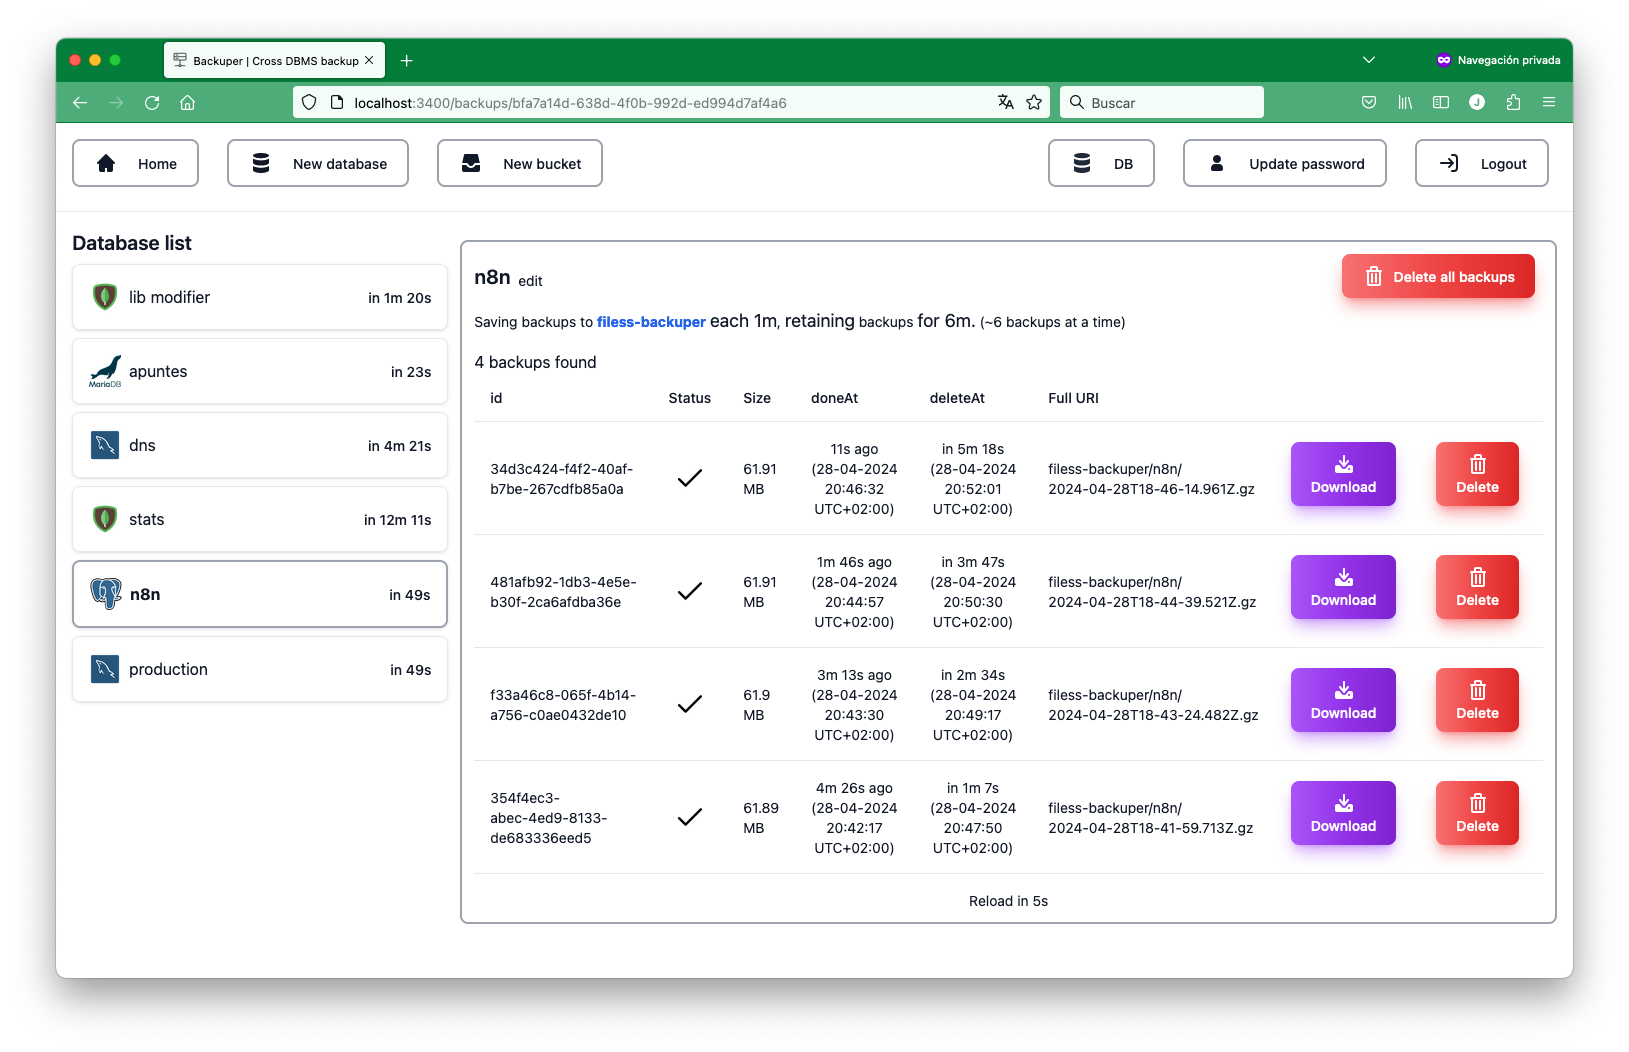 Backuper | Cross DBMS backup
Navegación privada
localhost:3400/backups/bfa7a14d-638d-4f0b-992d-ed994d7af4a6
Buscar
J
Home
New database
New bucket
DB
Update password
Logout
Database list
lib modifier
in 1m 20s
MariaDB
apuntes
in 23s
dns
in 4m 21s
stats
in 12m 11s
n8n
in 49s
production
in 49s
n8n edit
Delete all backups
Saving backups to filess-backuper each 1m, retaining backups for 6m. (~6 backups at a time)
4 backups found
id Status Size doneAt deleteAt Full URI
34d3c424-f4f2-40af-
b7be-267cdfb85a0a
61.91
MB
11s ago
(28-04-2024
20:46:32
UTC+02:00)
in 5m 18s
(28-04-2024
20:52:01
UTC+02:00)
filess-backuper/n8n/
2024-04-28T18-46-14.961Z.gz
Download
Delete
481afb92-1db3-4e5e-
b30f-2ca6afdba36e
61.91
MB
1m 46s ago
(28-04-2024
20:44:57
UTC+02:00)
in 3m 47s
(28-04-2024
20:50:30
UTC+02:00)
filess-backuper/n8n/
2024-04-28T18-44-39.521Z.gz
Download
Delete
f33a46c8-065f-4b14-
a756-c0ae0432de10
61.9
MB
3m 13s ago
(28-04-2024
20:43:30
UTC+02:00)
in 2m 34s
(28-04-2024
20:49:17
UTC+02:00)
filess-backuper/n8n/
2024-04-28T18-43-24.482Z.gz
Download
Delete
354f4ec3-
abec-4ed9-8133-
de683336eed5
61.89
MB
4m 26s ago
(28-04-2024
20:42:17
UTC+02:00)
in 1m 7s
(28-04-2024
20:47:50
UTC+02:00)
filess-backuper/n8n/
2024-04-28T18-41-59.713Z.gz
Download
Delete
Reload in 5s